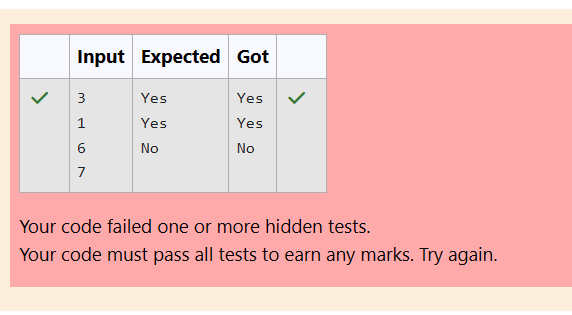 Input Expected Got
3 Yes Yes
1 Yes Yes
6 No No
7
Your code failed one or more hidden tests.
Your code must pass all tests to earn any marks. Try again.